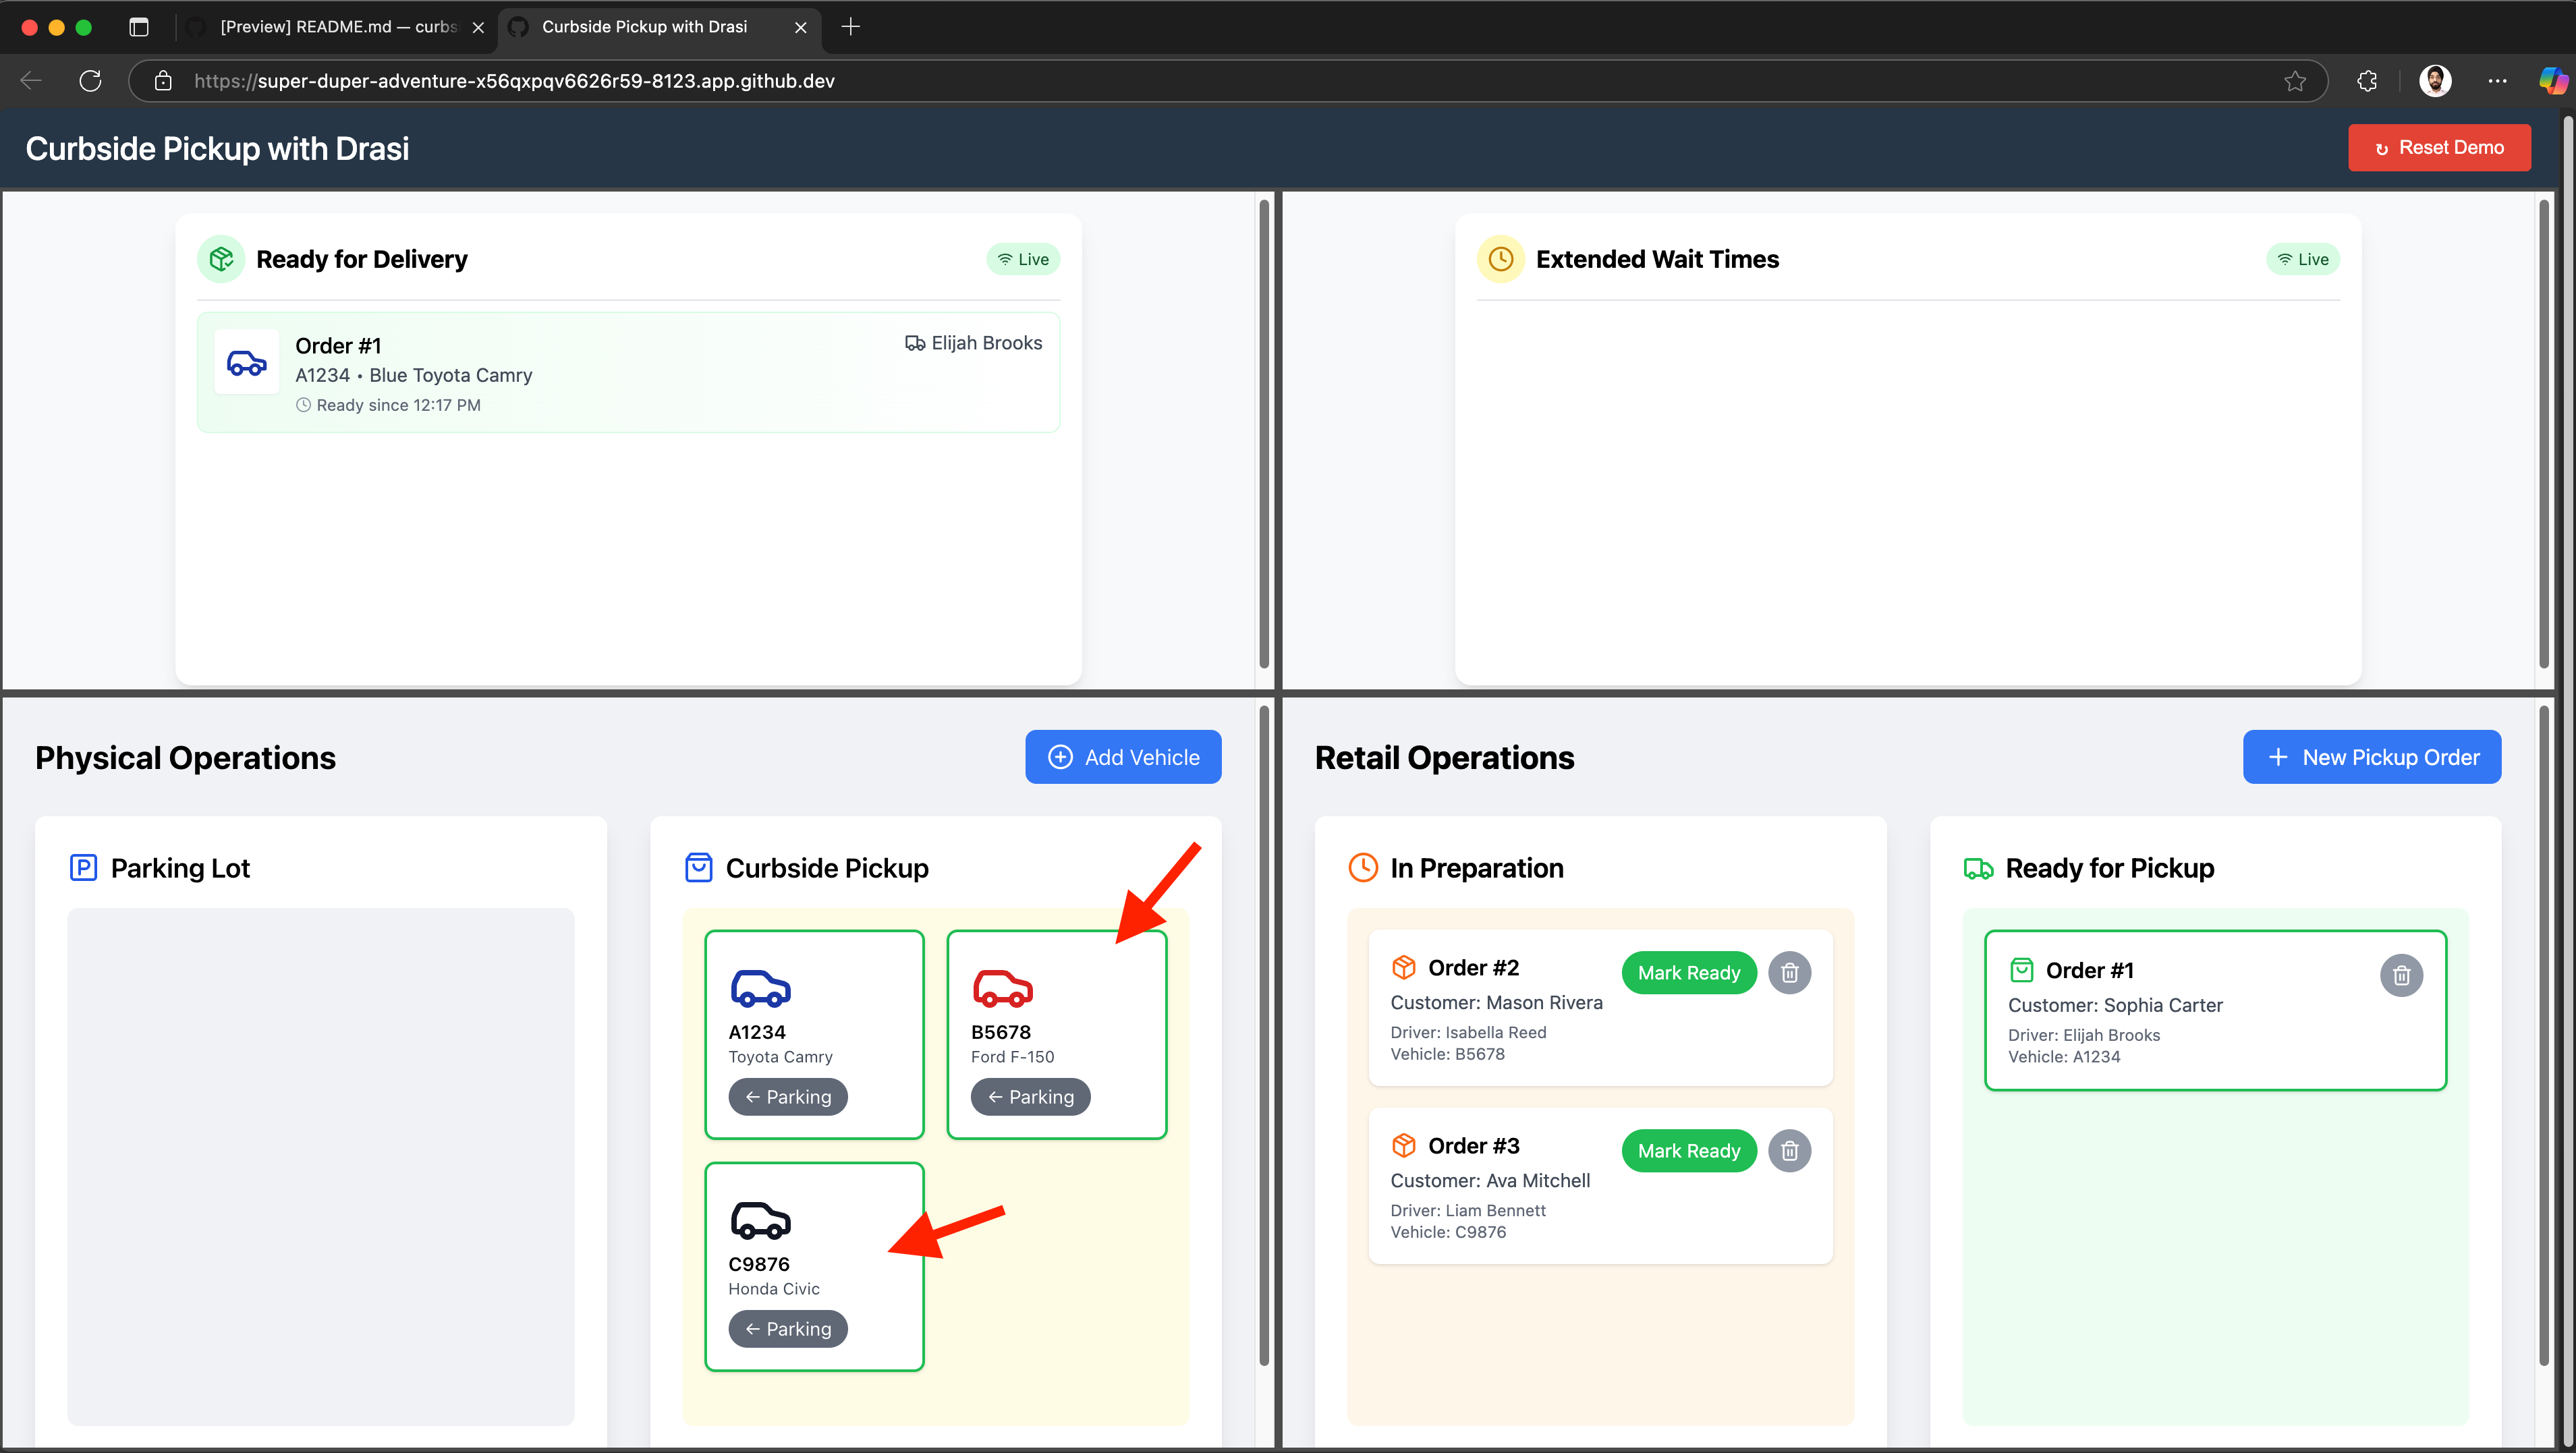 [Preview] README.md — curbs
Curbside Pickup with Drasi
https://super-duper-adventure-x56qxpqv6626r59-8123.app.github.dev
Curbside Pickup with Drasi
↻ Reset Demo
Ready for Delivery
Live
Order #1
Elijah Brooks
A1234 • Blue Toyota Camry
Ready since 12:17 PM
Extended Wait Times
Live
Physical Operations
Add Vehicle
P Parking Lot
Curbside Pickup
A1234
Toyota Camry
← Parking
B5678
Ford F-150
← Parking
C9876
Honda Civic
← Parking
Retail Operations
+ New Pickup Order
In Preparation
Order #2
Mark Ready
Customer: Mason Rivera
Driver: Isabella Reed
Vehicle: B5678
Order #3
Mark Ready
Customer: Ava Mitchell
Driver: Liam Bennett
Vehicle: C9876
Ready for Pickup
Order #1
Customer: Sophia Carter
Driver: Elijah Brooks
Vehicle: A1234